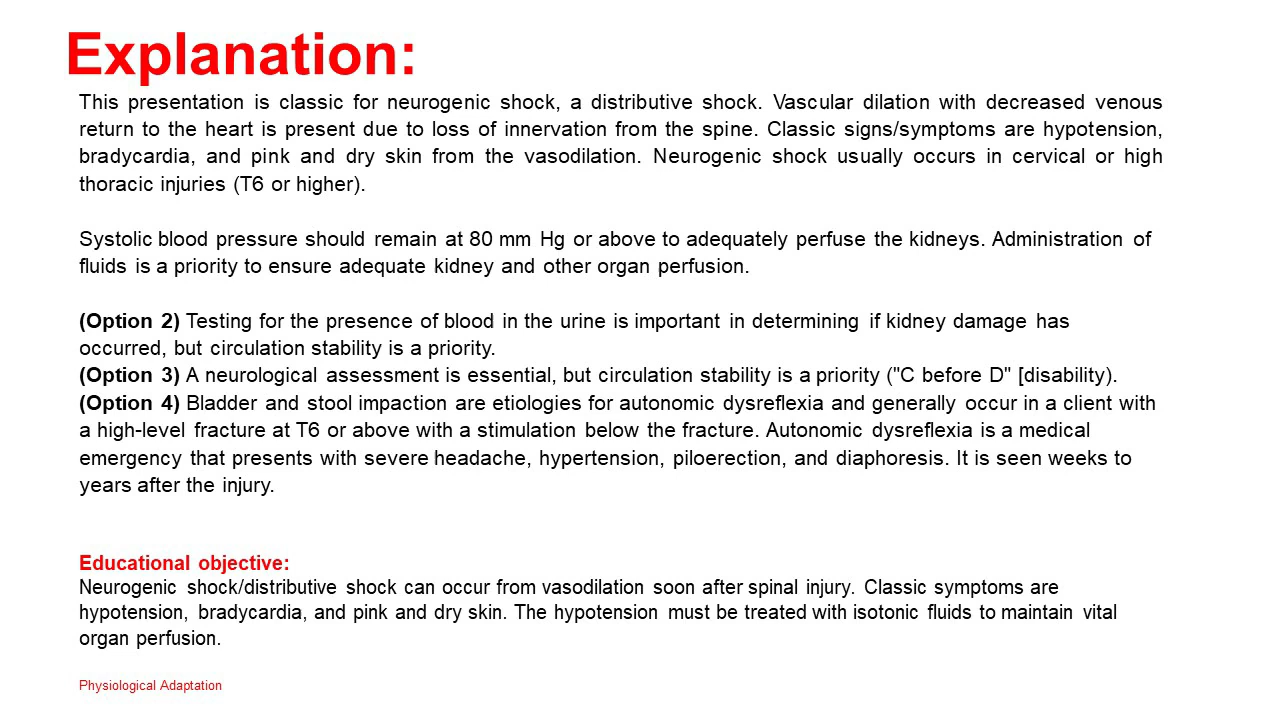 Explanation:
This presentation is classic for neurogenic shock, a distributive shock. Vascular dilation with decreased venous
return to the heart is present due to loss of innervation from the spine. Classic signs/symptoms are hypotension,
bradycardia, and pink and dry skin from the vasodilation. Neurogenic shock usually occurs in cervical or high
thoracic injuries (T6 or higher).
Systolic blood pressure should remain at 80 mm Hg or above to adequately perfuse the kidneys. Administration of
fluids is a priority to ensure adequate kidney and other organ perfusion.
(Option 2) Testing for the presence of blood in the urine is important in determining if kidney damage has
occurred, but circulation stability is a priority.
(Option 3) A neurological assessment is essential, but circulation stability is a priority ("C before D" [disability).
(Option 4) Bladder and stool impaction are etiologies for autonomic dysreflexia and generally occur in a client with
a high-level fracture at T6 or above with a stimulation below the fracture. Autonomic dysreflexia is a medical
emergency that presents with severe headache, hypertension, piloerection, and diaphoresis. It is seen weeks to
years after the injury.
Educational objective:
Neurogenic shock/distributive shock can occur from vasodilation soon after spinal injury. Classic symptoms are
hypotension, bradycardia, and pink and dry skin. The hypotension must be treated with isotonic fluids to maintain vital
organ perfusion.
Physiological Adaptation